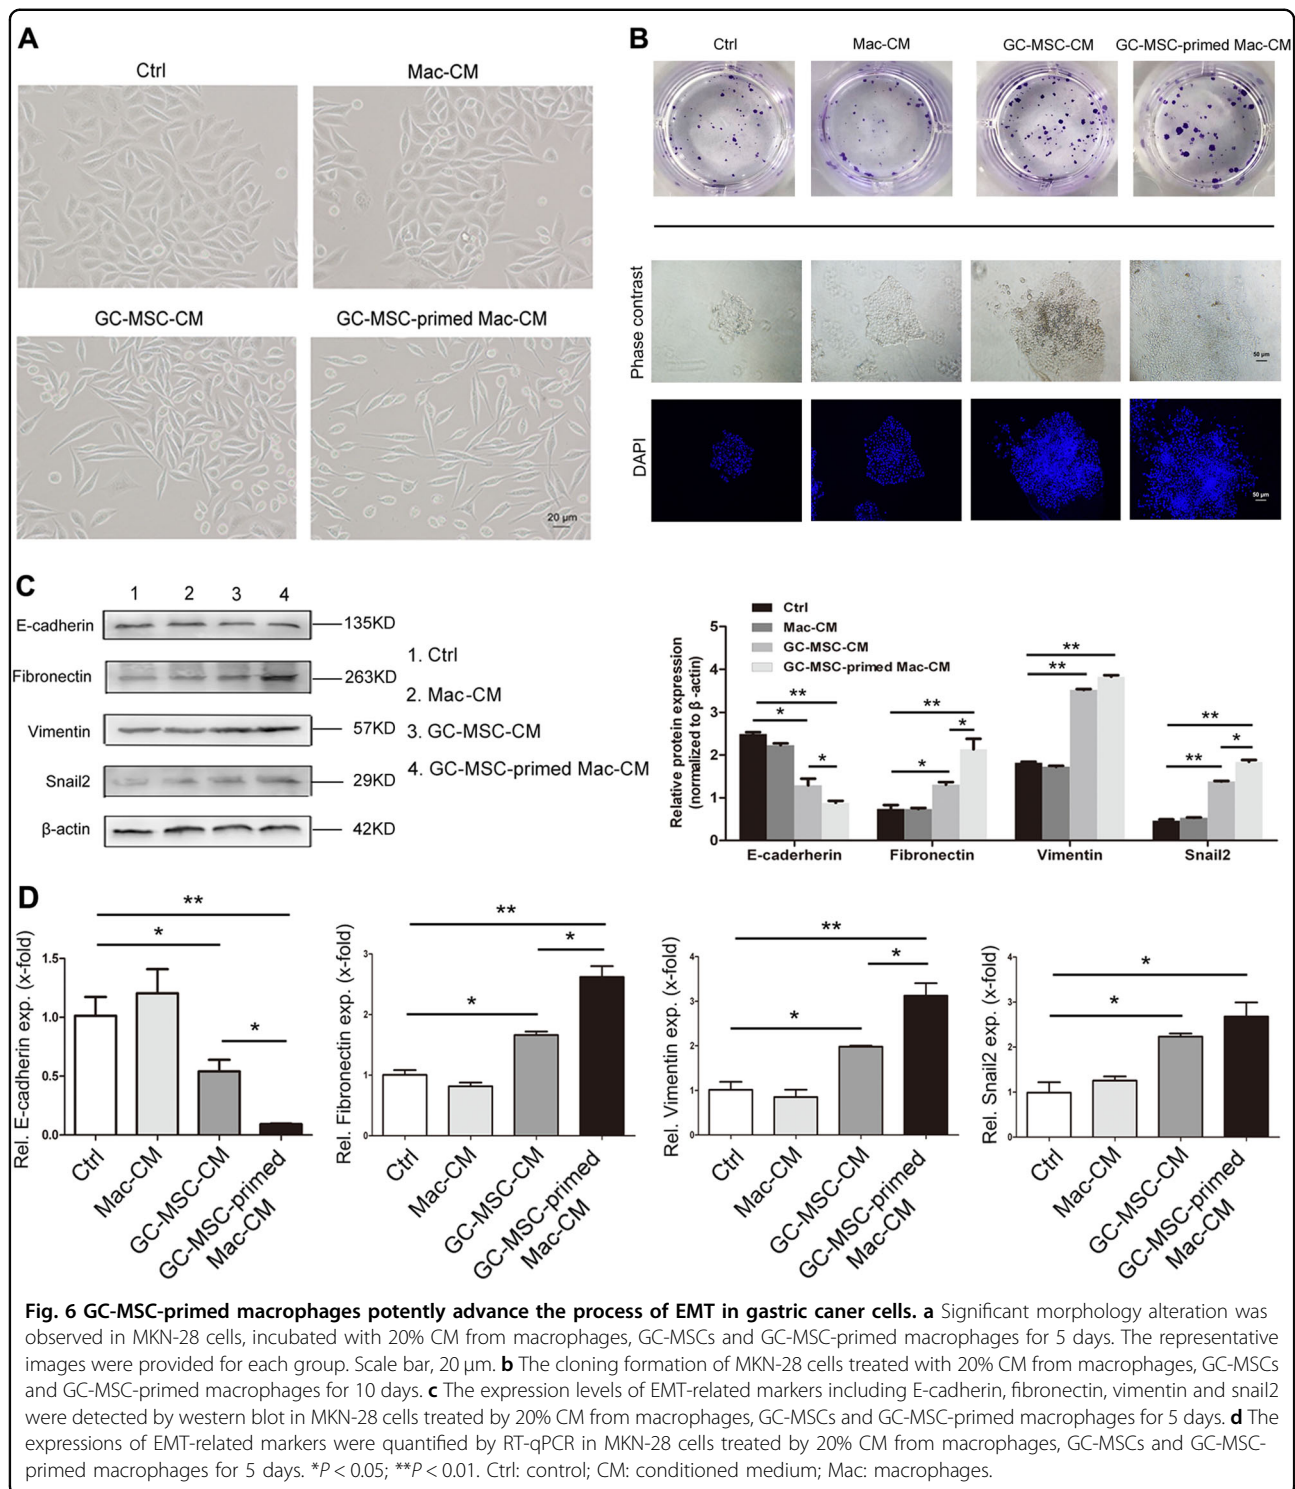 A
Ctrl
Mac-CM
GC-MSC-CM
GC-MSC-primed Mac-CM
20 µm
B
Ctrl
Mac-CM
GC-MSC-CM
GC-MSC-primed Mac-CM
Phase contrast
50 µm
DAPI
50 µm
C
1 2 3 4
E-cadherin
135KD
Fibronectin
263KD
Vimentin
57KD
Snail2
29KD
β-actin
42KD
1. Ctrl
2. Mac-CM
3. GC-MSC-CM
4. GC-MSC-primed Mac-CM
Ctrl
Mac-CM
GC-MSC-CM
GC-MSC-primed Mac-CM
Relative protein expression
(normalized to β -actin)
5
4
3
2
1
0
** * *
** * *
** **
** ** *
E-caderherin
Fibronectin
Vimentin
Snail2
D
Rel. E-cadherin exp. (x-fold)
1.5
1.0
0.5
0.0
**
*
*
Ctrl
Mac-CM
GC-MSC-CM
GC-MSC-primed
Mac-CM
Rel. Fibronectin exp. (x-fold)
3
2
1
0
**
*
*
Ctrl
Mac-CM
GC-MSC-CM
GC-MSC-primed
Mac-CM
Rel. Vimentin exp. (x-fold)
4
3
2
1
0
**
*
*
Ctrl
Mac-CM
GC-MSC-CM
GC-MSC-primed
Mac-CM
Rel. Snail2 exp. (x-fold)
4
3
2
1
0
*
*
Ctrl
Mac-CM
GC-MSC-CM
GC-MSC-primed
Mac-CM
Fig. 6 GC-MSC-primed macrophages potently advance the process of EMT in gastric caner cells. a Significant morphology alteration was
observed in MKN-28 cells, incubated with 20% CM from macrophages, GC-MSCs and GC-MSC-primed macrophages for 5 days. The representative
images were provided for each group. Scale bar, 20 µm. b The cloning formation of MKN-28 cells treated with 20% CM from macrophages, GC-MSCs
and GC-MSC-primed macrophages for 10 days. c The expression levels of EMT-related markers including E-cadherin, fibronectin, vimentin and snail2
were detected by western blot in MKN-28 cells treated by 20% CM from macrophages, GC-MSCs and GC-MSC-primed macrophages for 5 days. d The
expressions of EMT-related markers were quantified by RT-qPCR in MKN-28 cells treated by 20% CM from macrophages, GC-MSCs and GC-MSC-
primed macrophages for 5 days. *P < 0.05; **P < 0.01. Ctrl: control; CM: conditioned medium; Mac: macrophages.